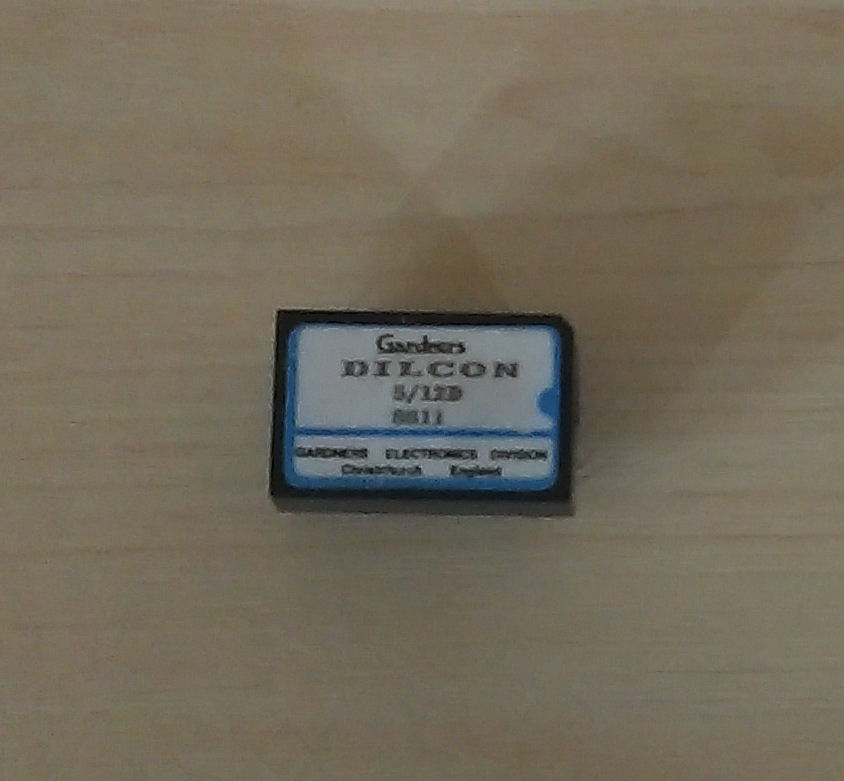 Gardners
DILCON
5/12D
8811
GARDNERS ELECTRONICS DIVISION
Christchurch England